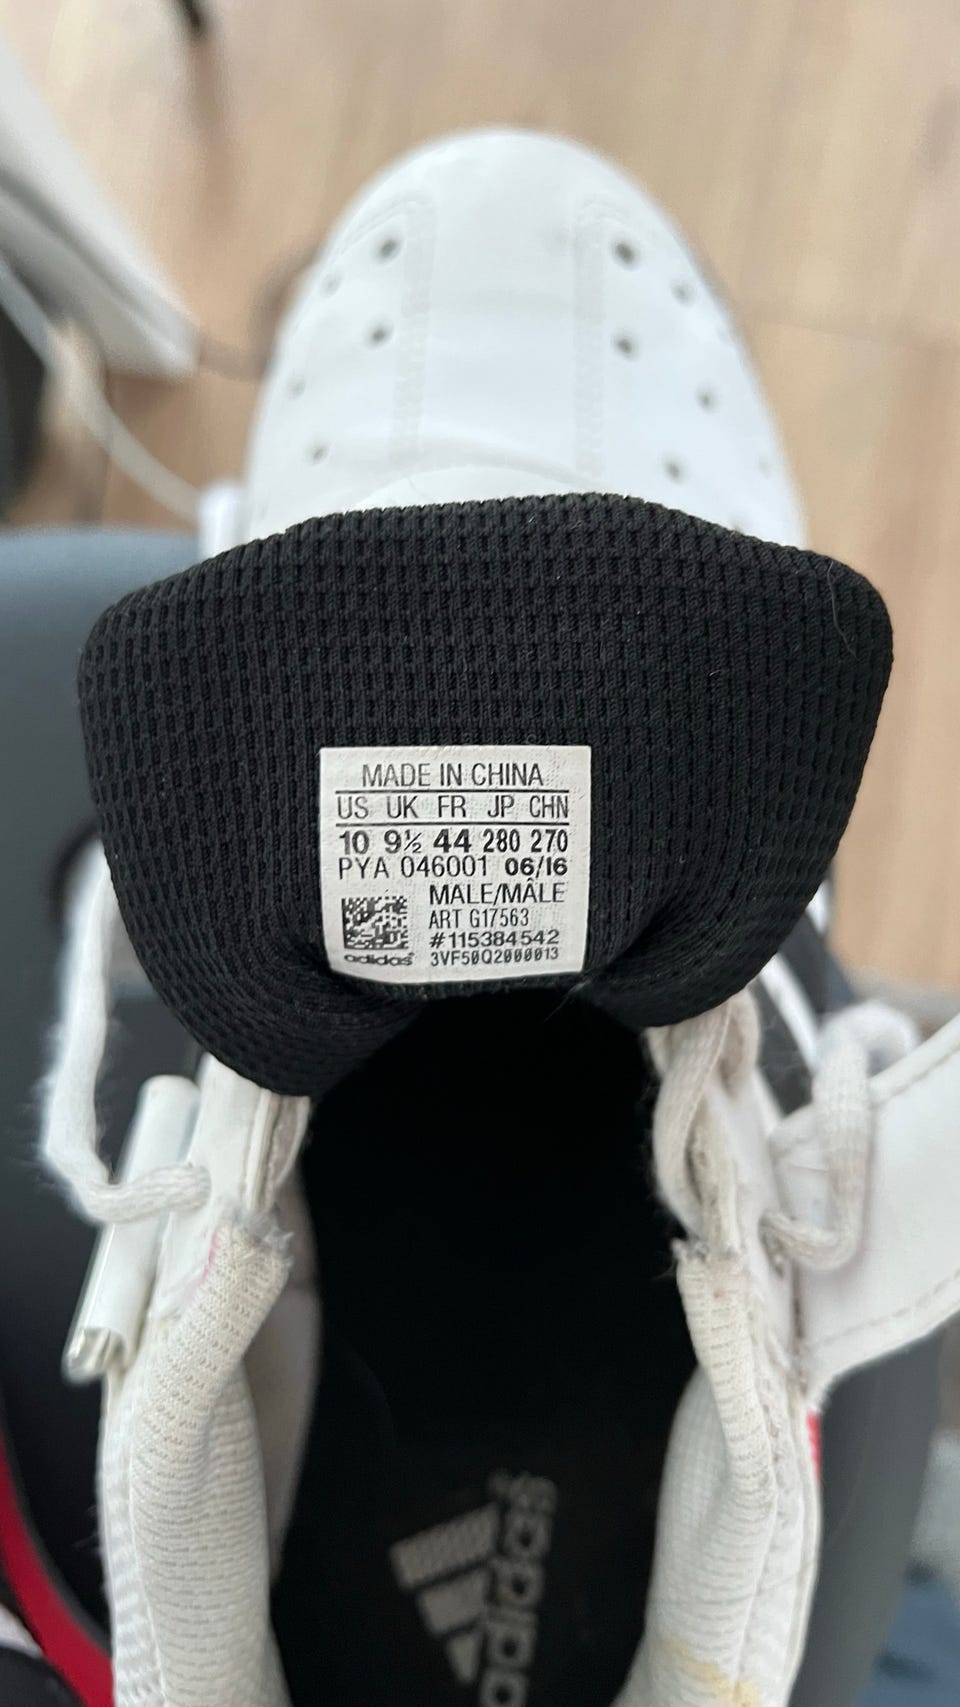 MADE IN CHINA
US UK FR JP CHN
10 9½ 44 280 270
PYA 046001 06/16
MALE/MÂLE
ART G17563
#115384542
adidas 3VF50Q2000013
adidas